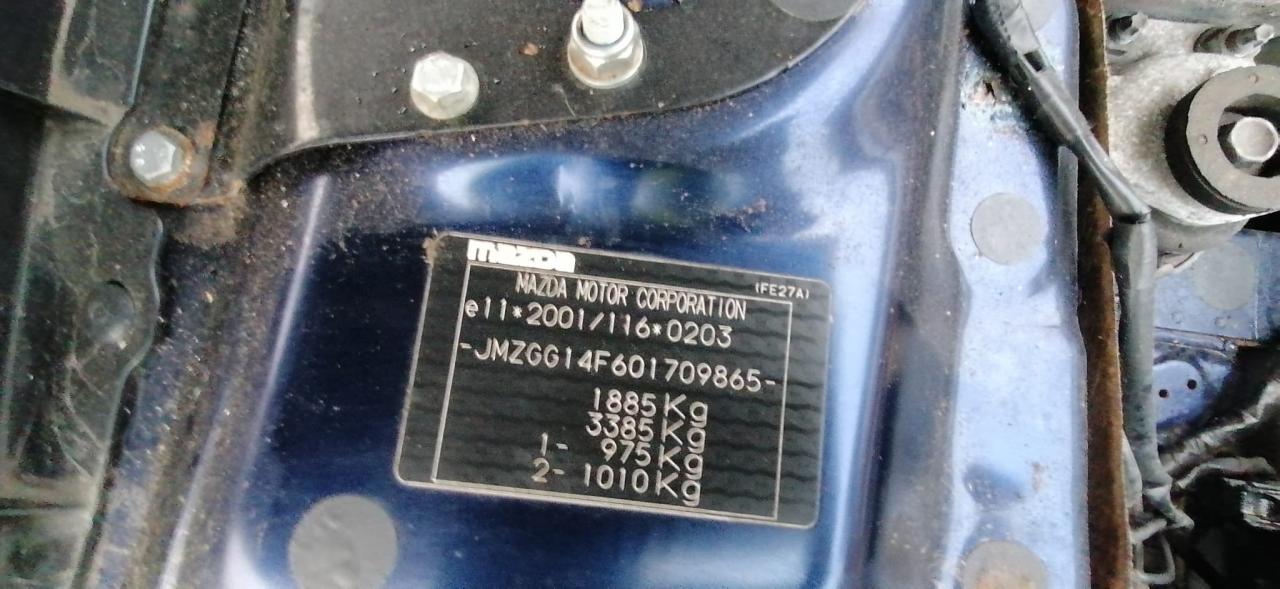 mazda
(FE27A)
MAZDA MOTOR CORPORATION
e11*2001/116*0203
-JMZGG14F601709865-
1885Kg
3385Kg
1- 975Kg
2- 1010Kg